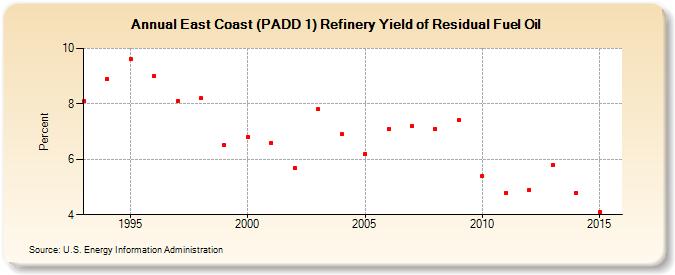 Annual East Coast (PADD 1) Refinery Yield of Residual Fuel Oil
Percent
10
8
6
4
1995 2000 2005 2010 2015
Source: U.S. Energy Information Administration